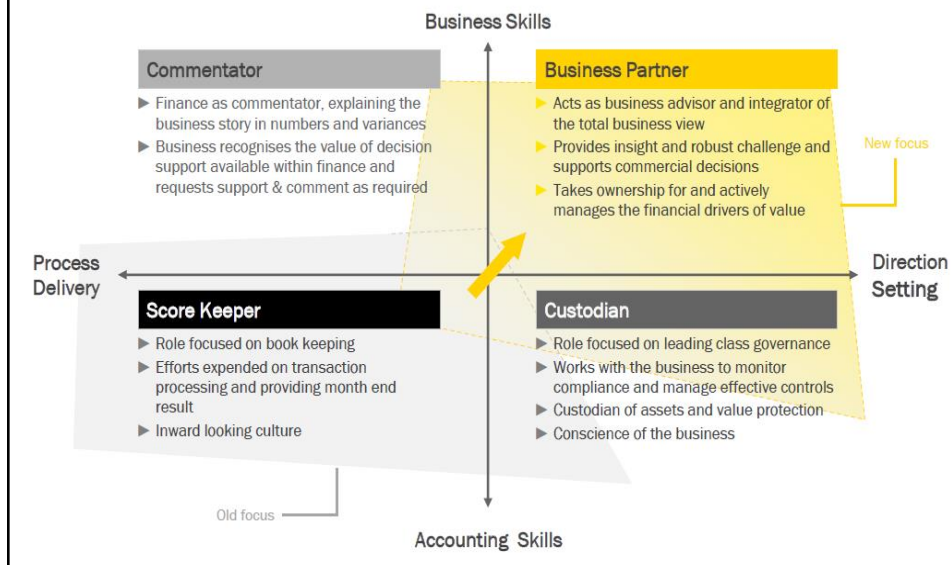 Business Skills
Commentator
Finance as commentator, explaining the
business story in numbers and variances
Business recognises the value of decision
support available within finance and
requests support & comment as required
Business Partner
Acts as business advisor and integrator of
the total business view
Provides insight and robust challenge and
supports commercial decisions
Takes ownership for and actively
manages the financial drivers of value
New focus
Process
Delivery
Direction
Setting
Score Keeper
Role focused on book keeping
Efforts expended on transaction
processing and providing month end
result
Inward looking culture
Custodian
Role focused on leading class governance
Works with the business to monitor
compliance and manage effective controls
Custodian of assets and value protection
Conscience of the business
Old focus
Accounting Skills